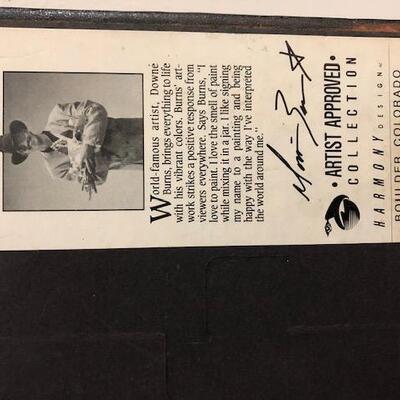 World-famous artist, Downé
Burns, brings everything to life
with his vibrant colors. Burns' art-
work strikes a positive response from
viewers everywhere. Says Burns, "I
love to paint. I love the smell of paint
while mixing it in a jar. I like signing
my name to a painting and being
happy with the way I've interpreted
the world around me."
• ARTIST APPROVED •
COLLECTION
HARMONY DESIGN
BOULDER, COLORADO